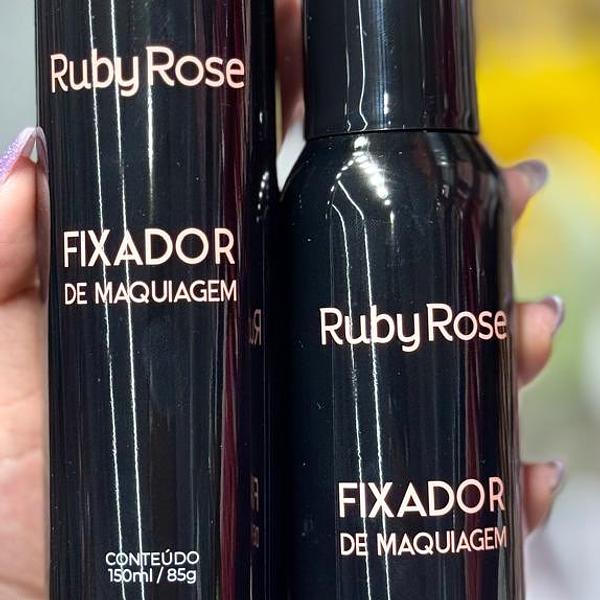 Ruby Rose
FIXADOR
DE MAQUIAGEM
CONTEÚDO
150ml / 85g
Ruby Rose
FIXADOR
DE MAQUIAGEM